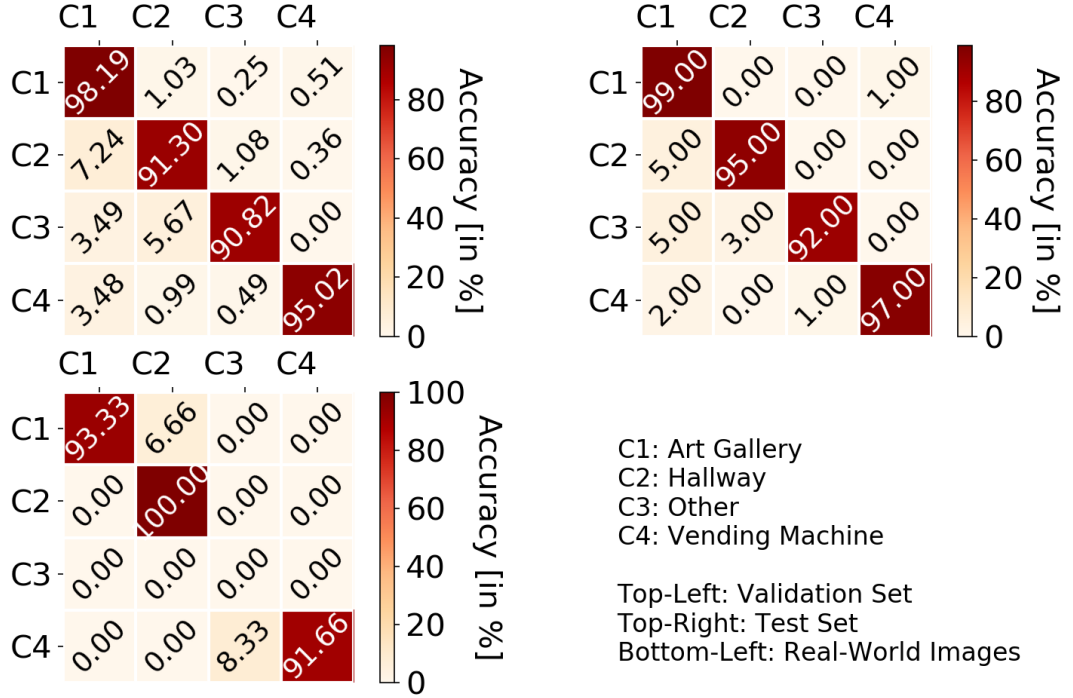 C1 C2 C3 C4
C1 98.19 1.03 0.25 0.51
C2 7.24 91.30 1.08 0.36
C3 3.49 5.67 90.82 0.00
C4 3.48 0.99 0.49 95.02
80
60
40
20
0
Accuracy [in %]
C1 C2 C3 C4
C1 99.00 0.00 0.00 1.00
C2 5.00 95.00 0.00 0.00
C3 5.00 3.00 92.00 0.00
C4 2.00 0.00 1.00 97.00
80
60
40
20
0
Accuracy [in %]
C1 C2 C3 C4
C1 93.33 6.66 0.00 0.00
C2 0.00 100.00 0.00 0.00
C3 0.00 0.00 0.00 0.00
C4 0.00 0.00 8.33 91.66
100
80
60
40
20
0
Accuracy [in %]
C1: Art Gallery
C2: Hallway
C3: Other
C4: Vending Machine
Top-Left: Validation Set
Top-Right: Test Set
Bottom-Left: Real-World Images